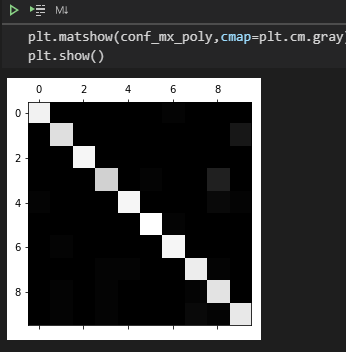 M↓
plt.matshow(conf_mx_poly,cmap=plt.cm.gray)
plt.show()
0 2 4 6 8
0
2
4
6
8